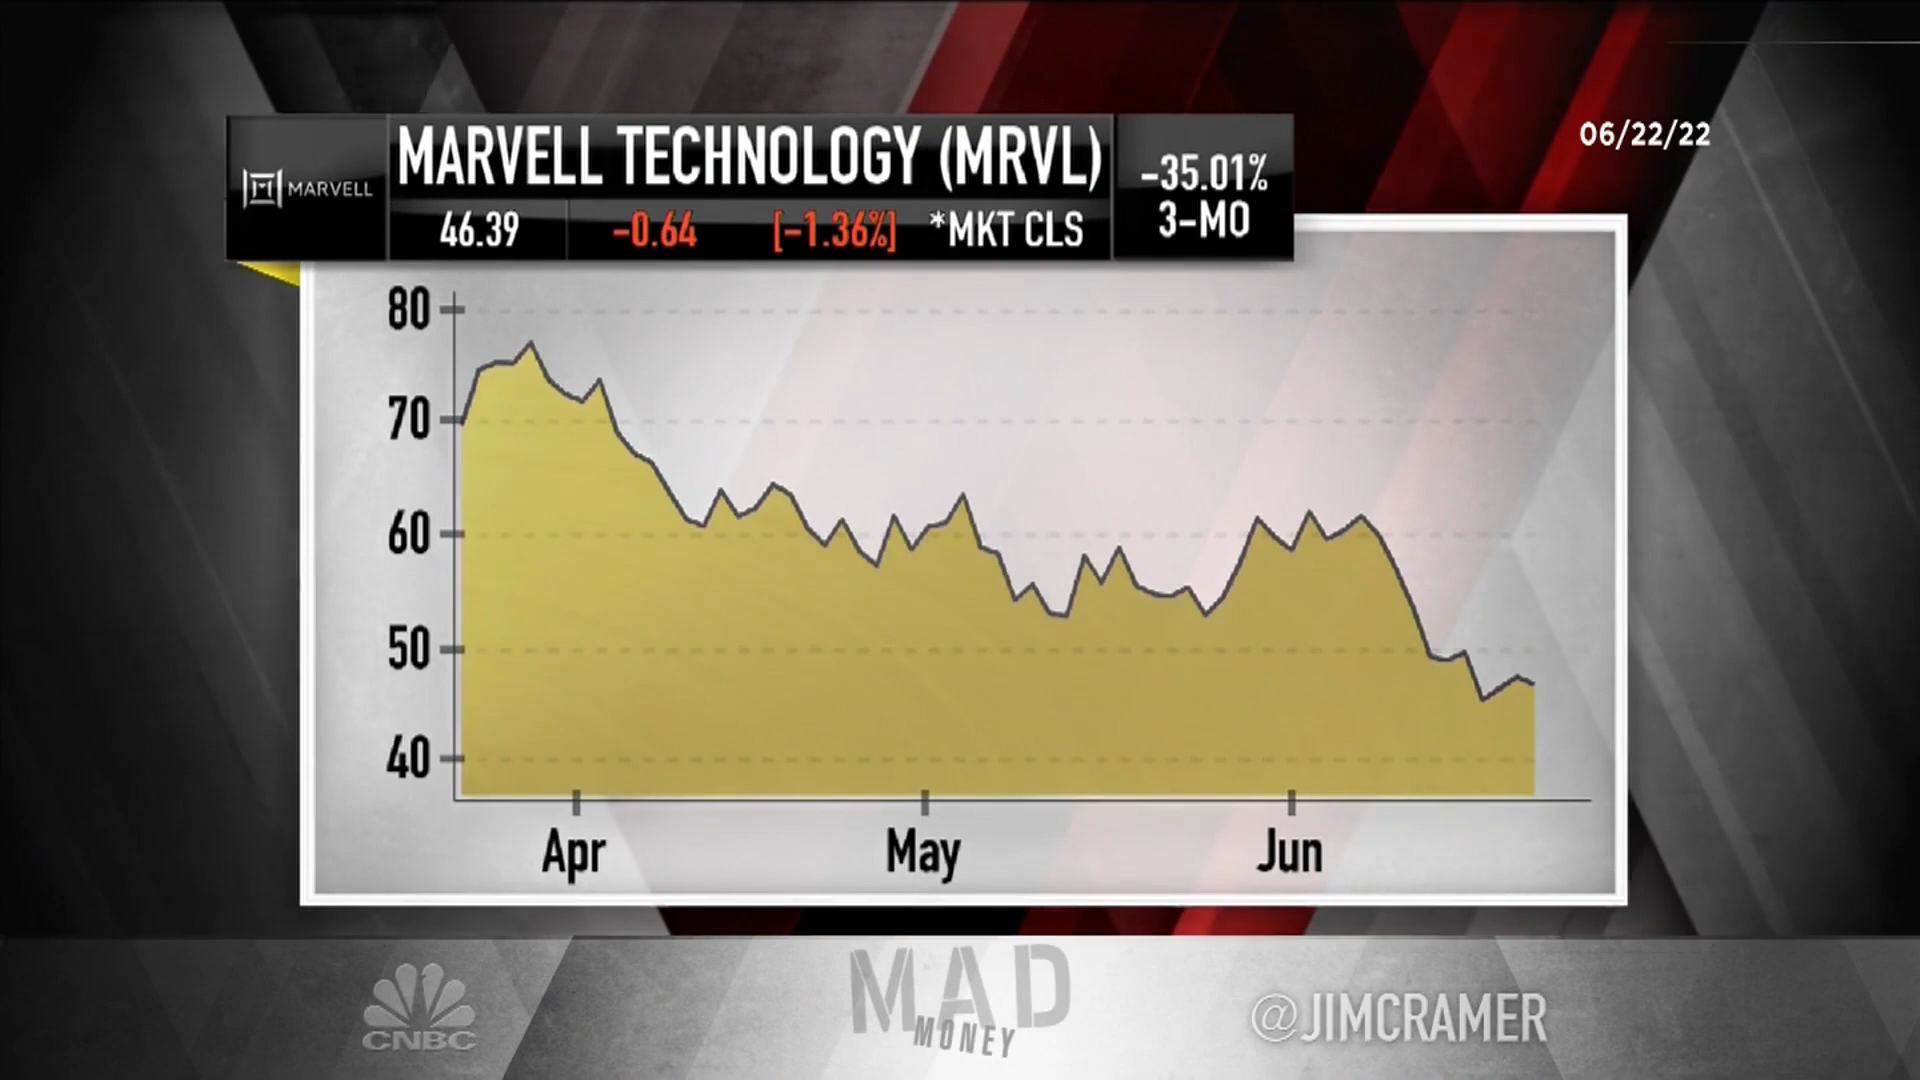 06/22/22
MARVELL
MARVELL TECHNOLOGY (MRVL)
46.39 -0.64 [-1.36%] *MKT CLS
-35.01%
3-MO
80
70
60
50
40
Apr May Jun
CNBC
MAD
MONEY
@JIMCRAMER